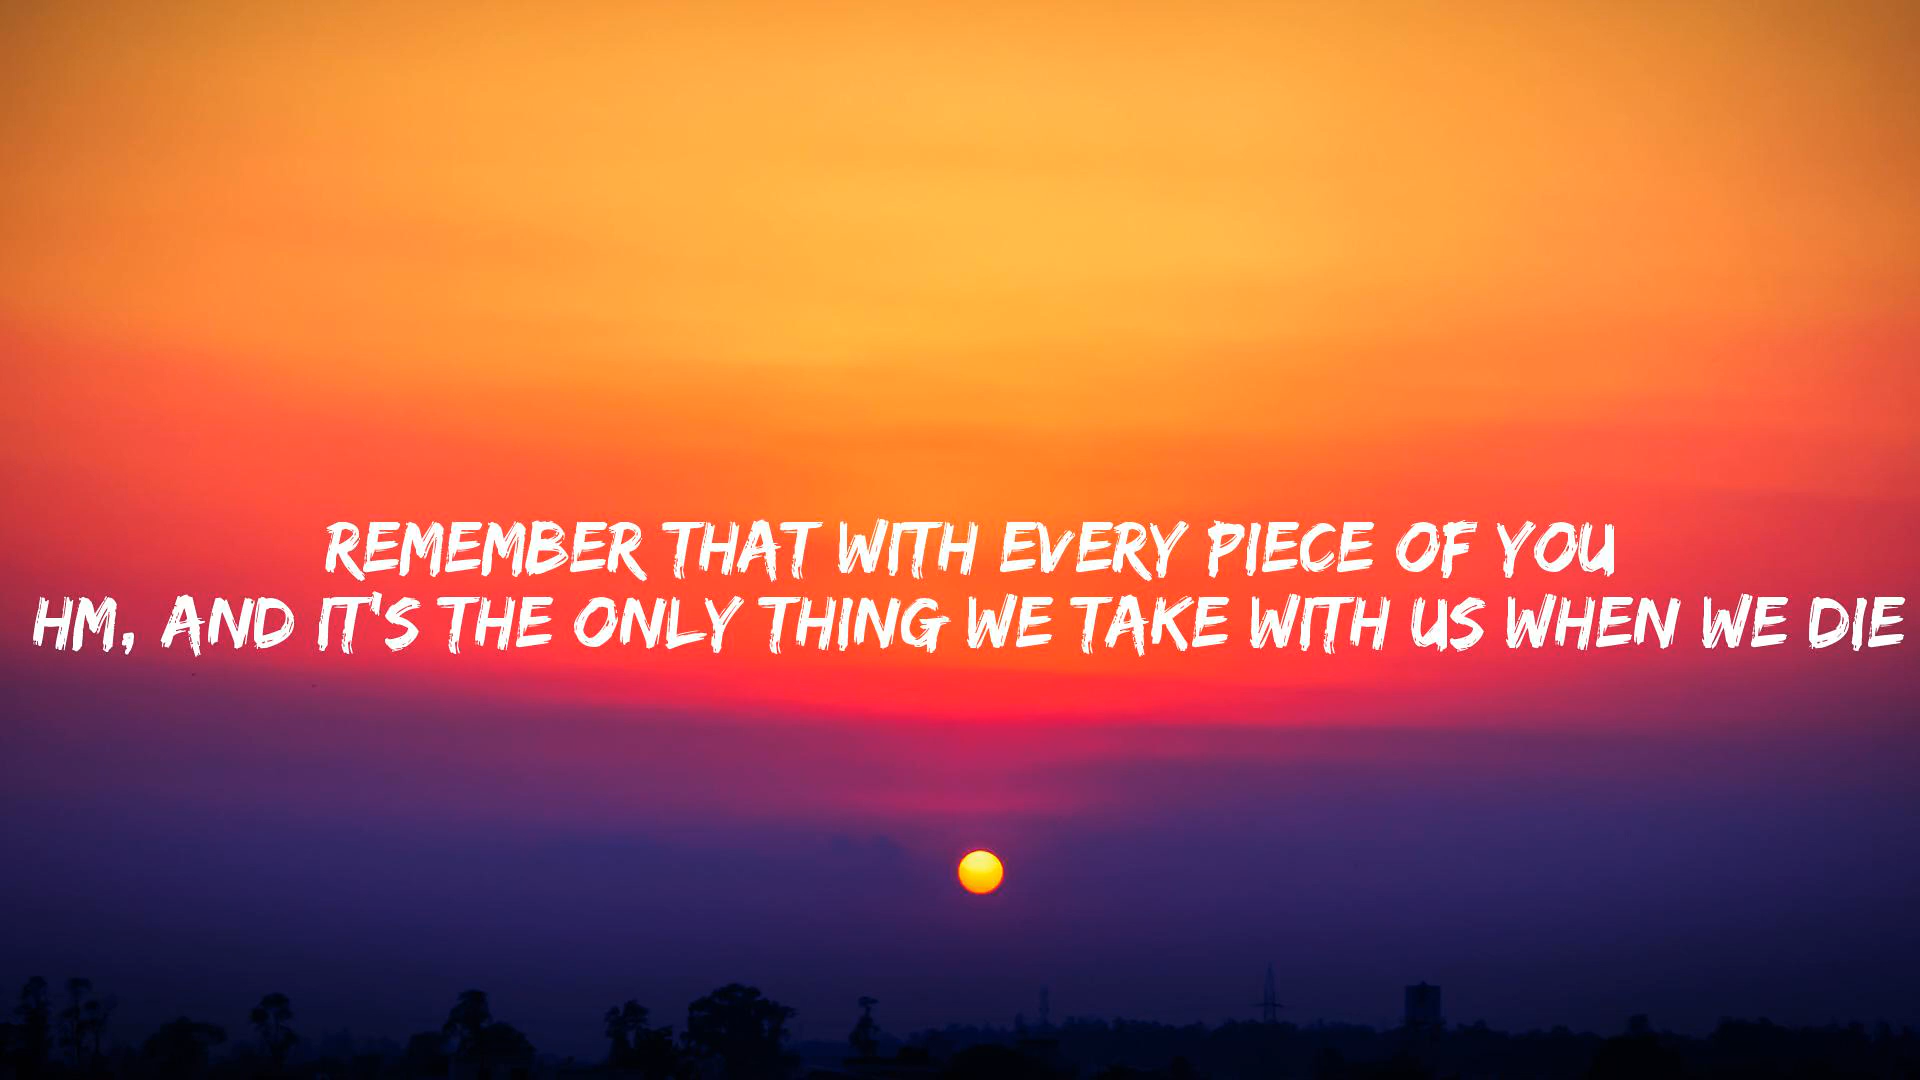 REMEMBER THAT WITH EVERY PIECE OF YOU
HM, AND IT'S THE ONLY THING WE TAKE WITH US WHEN WE DIE